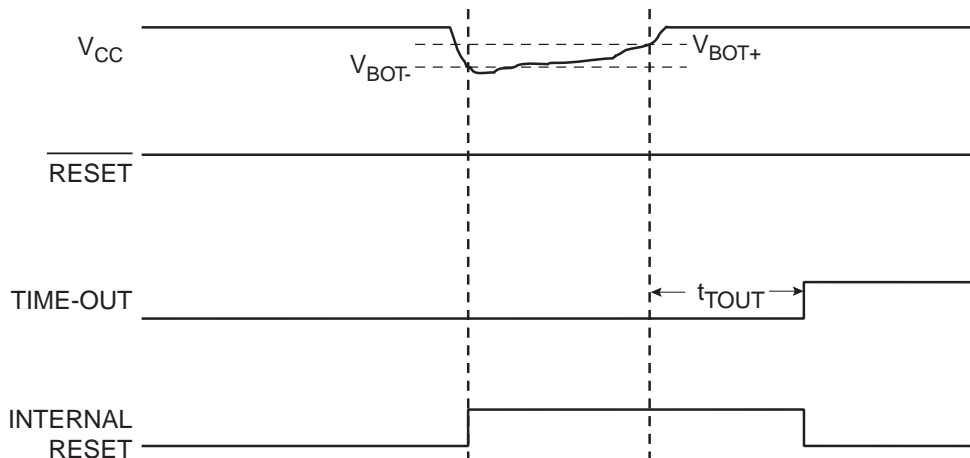 VCC
VBOT-
VBOT+
RESET
TIME-OUT
tTOUT
INTERNAL
RESET